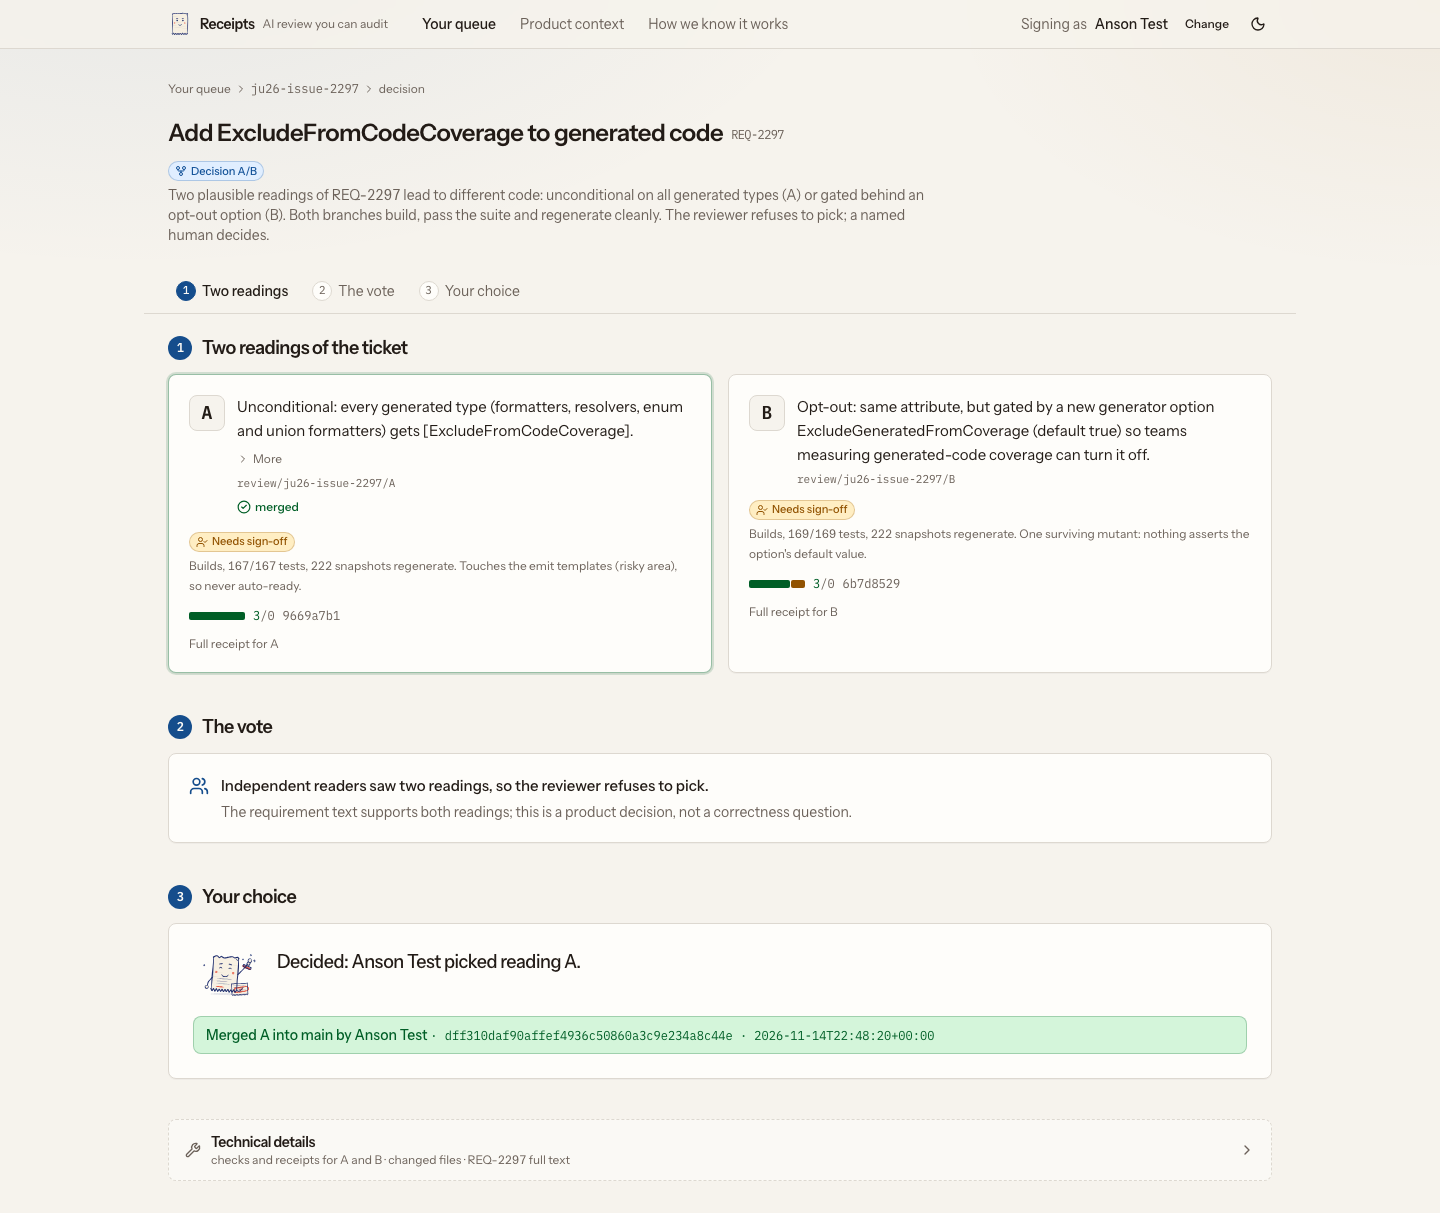 Receipts AI review you can audit Your queue Product context How we know it works Signing as Anson Test Change
Your queue > ju26-issue-2297 > decision
Add ExcludeFromCodeCoverage to generated code REQ-2297
Decision A/B
Two plausible readings of REQ-2297 lead to different code: unconditional on all generated types (A) or gated behind an
opt-out option (B). Both branches build, pass the suite and regenerate cleanly. The reviewer refuses to pick; a named
human decides.
1 Two readings 2 The vote 3 Your choice
1 Two readings of the ticket
A Unconditional: every generated type (formatters, resolvers, enum
and union formatters) gets [ExcludeFromCodeCoverage].
More
review/ju26-issue-2297/A
merged
Needs sign-off
Builds, 167/167 tests, 222 snapshots regenerate. Touches the emit templates (risky area),
so never auto-ready.
3/0 9669a7b1
Full receipt for A
B Opt-out: same attribute, but gated by a new generator option
ExcludeGeneratedFromCoverage (default true) so teams
measuring generated-code coverage can turn it off.
review/ju26-issue-2297/B
Needs sign-off
Builds, 169/169 tests, 222 snapshots regenerate. One surviving mutant: nothing asserts the
option's default value.
3/0 6b7d8529
Full receipt for B
2 The vote
Independent readers saw two readings, so the reviewer refuses to pick.
The requirement text supports both readings; this is a product decision, not a correctness question.
3 Your choice
Decided: Anson Test picked reading A.
Merged A into main by Anson Test · dff310daf90affef4936c50860a3c9e234a8c44e · 2026-11-14T22:48:20+00:00
Technical details
checks and receipts for A and B · changed files · REQ-2297 full text